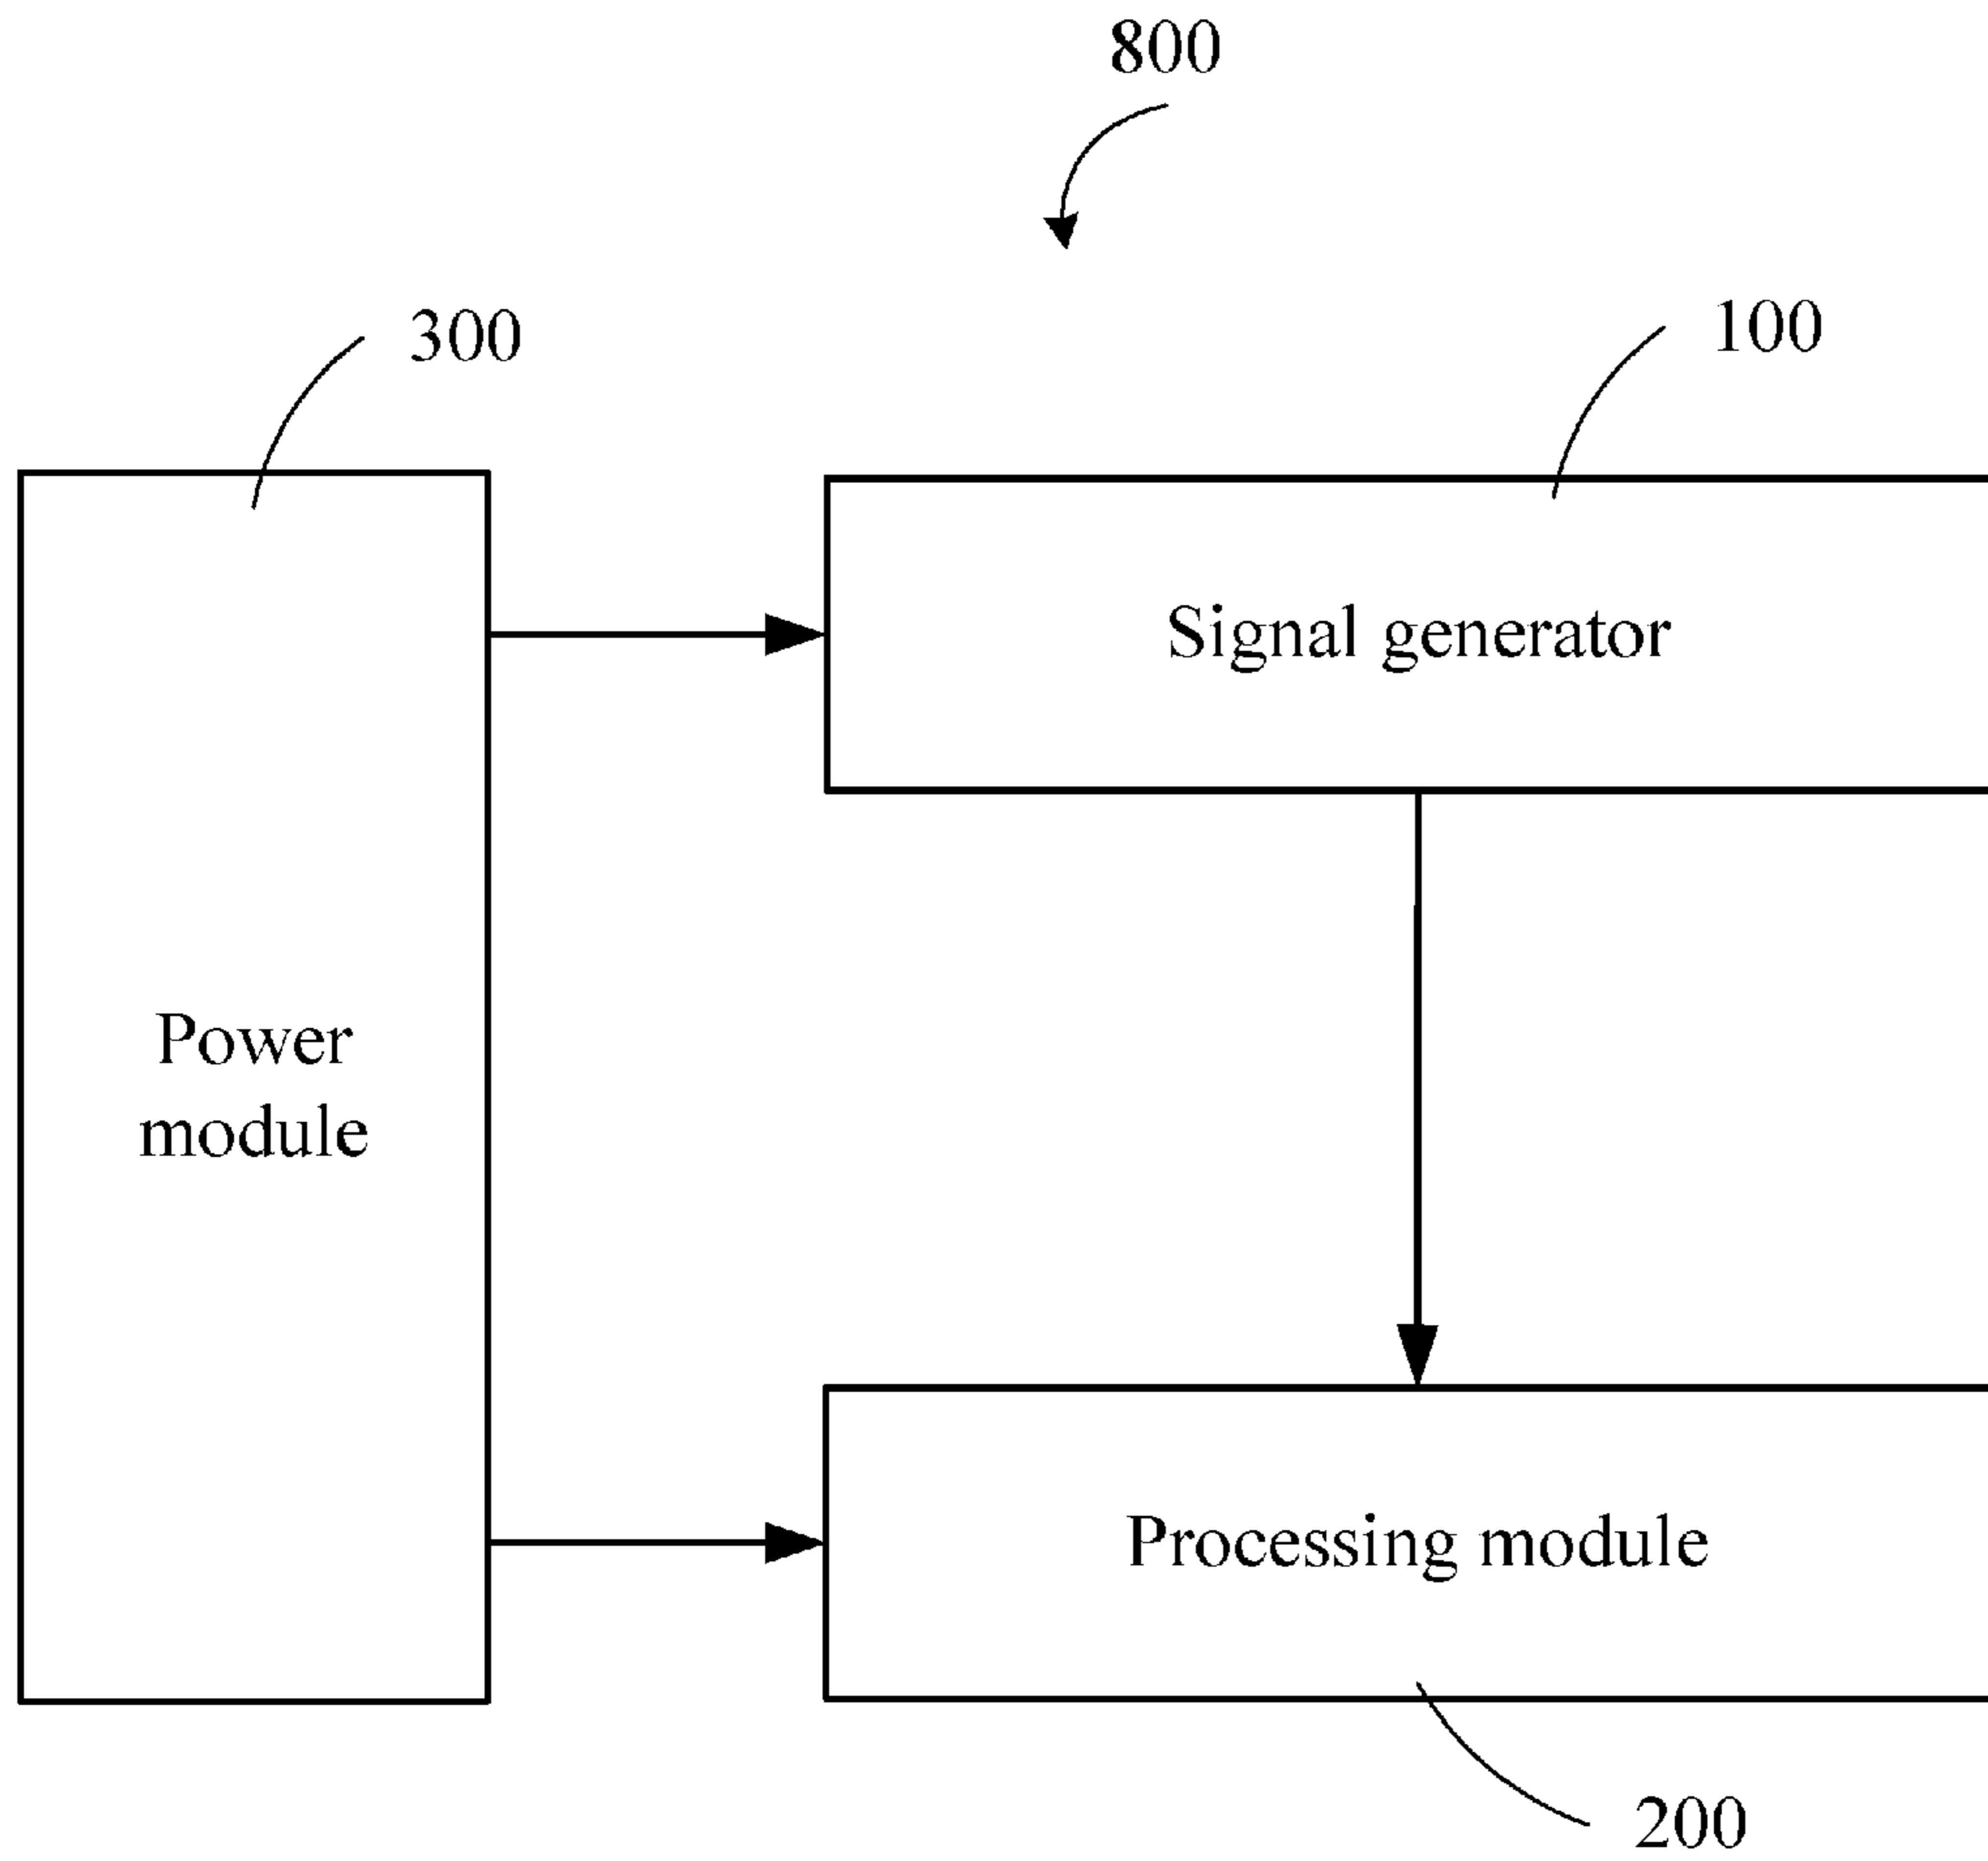 800
300
100
Signal generator
Power
module
Processing module
200